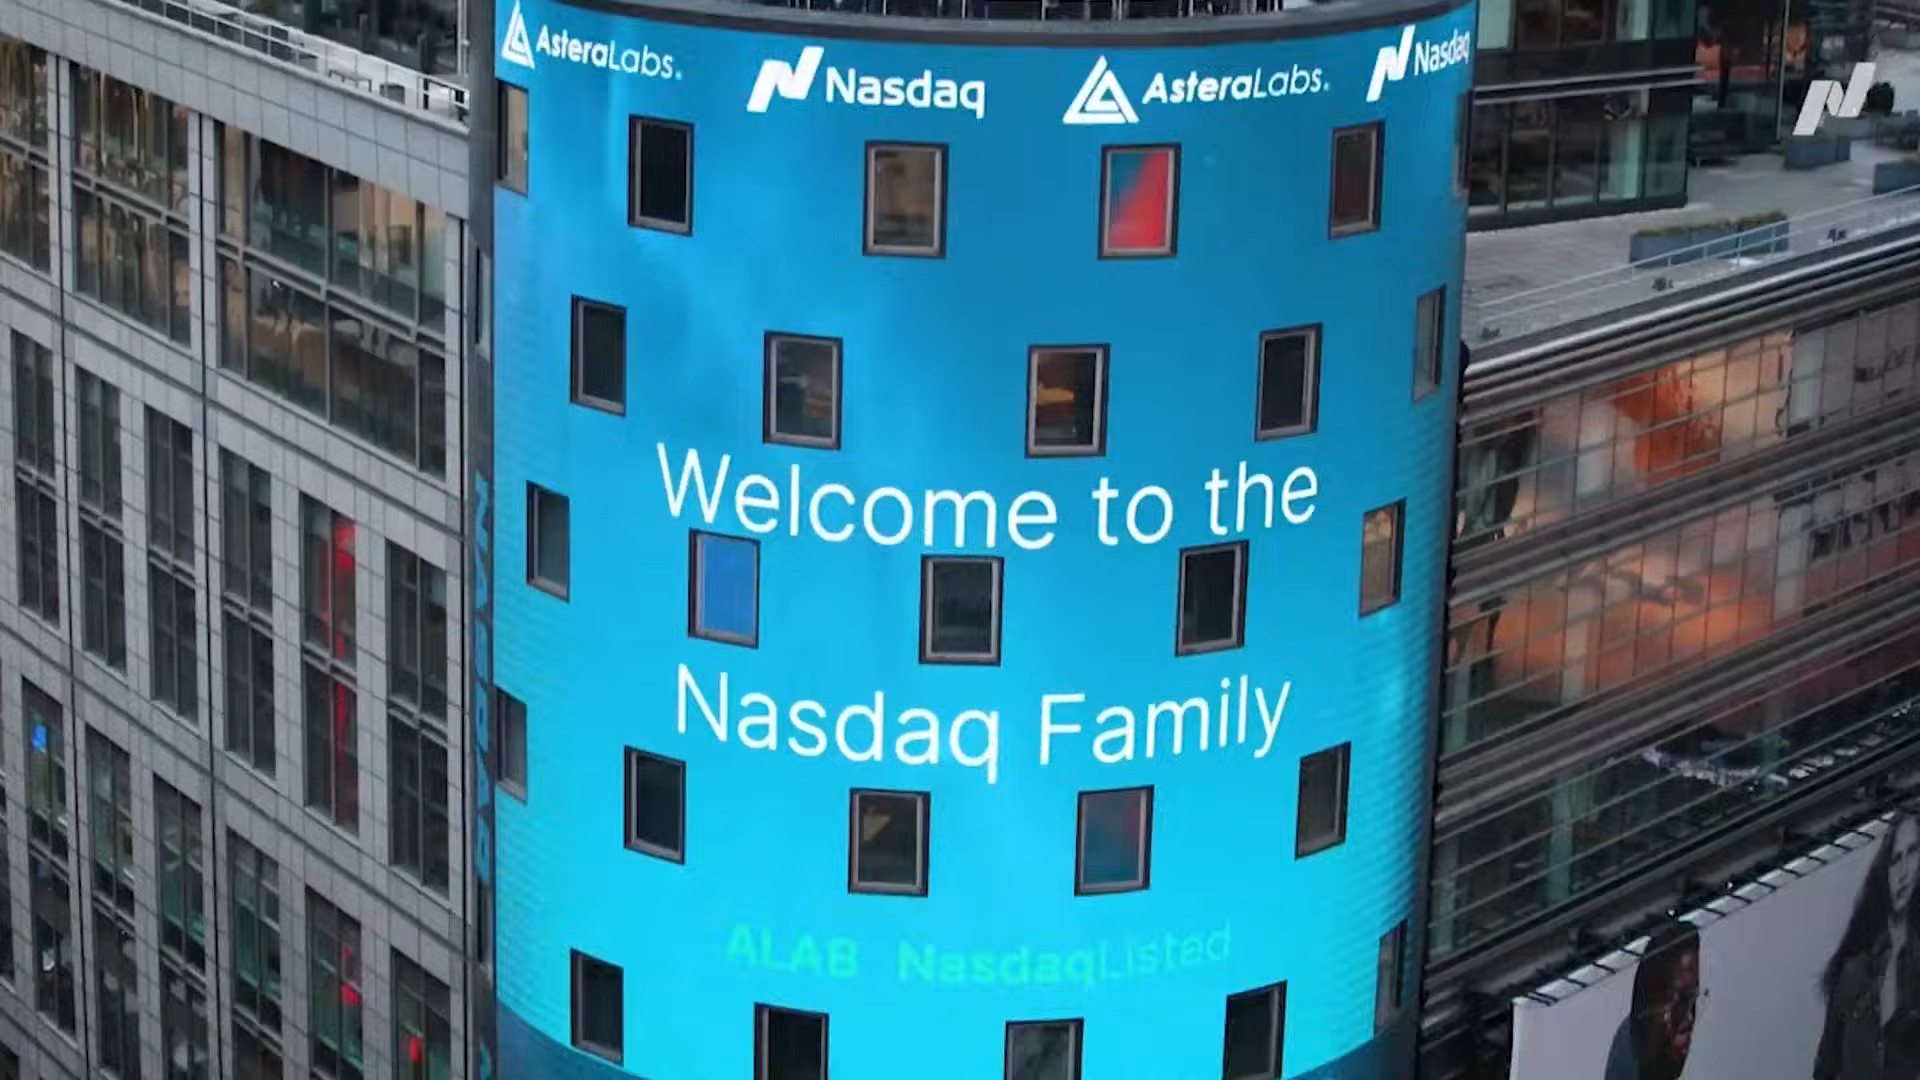 AsteraLabs.
Nasdaq
AsteraLabs.
Nasdaq
Welcome to the
Nasdaq Family
ALAB NasdaqListed